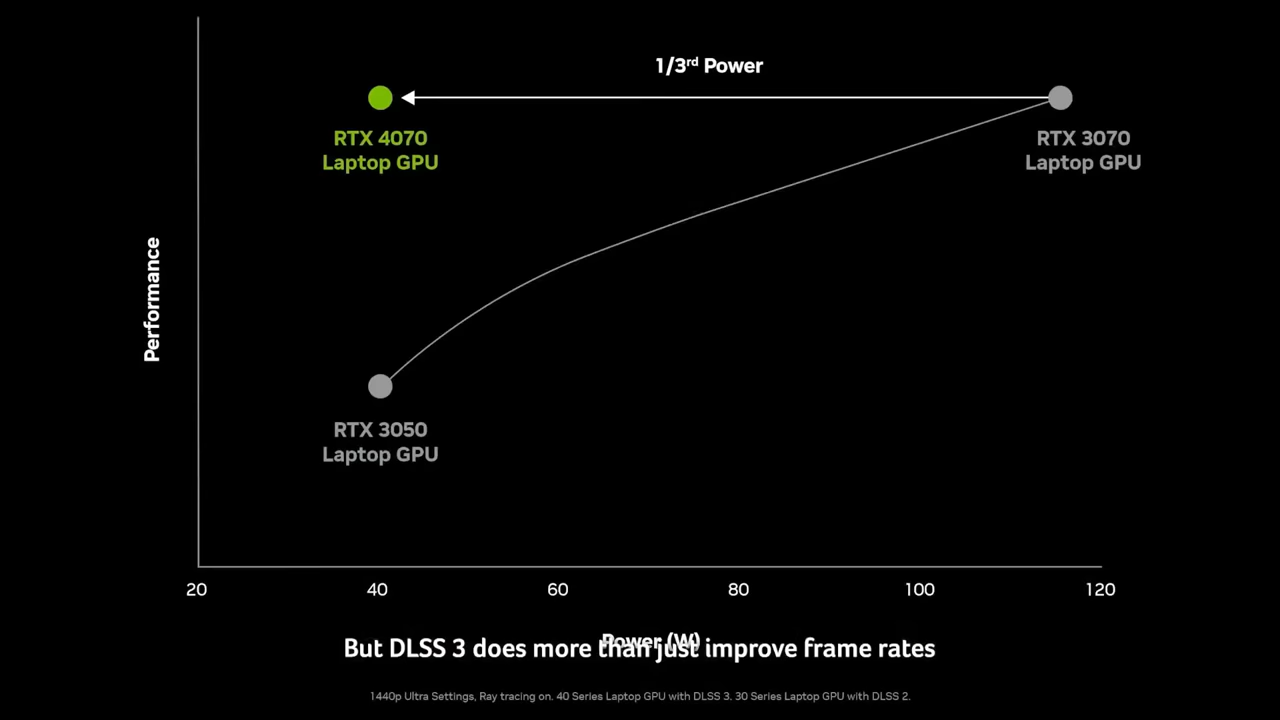 1/3rd Power
RTX 4070
Laptop GPU
RTX 3070
Laptop GPU
Performance
RTX 3050
Laptop GPU
20
40
60
80
100
120
Power (W)
But DLSS 3 does more than just improve frame rates
1440p Ultra Settings, Ray tracing on. 40 Series Laptop GPU with DLSS 3. 30 Series Laptop GPU with DLSS 2.